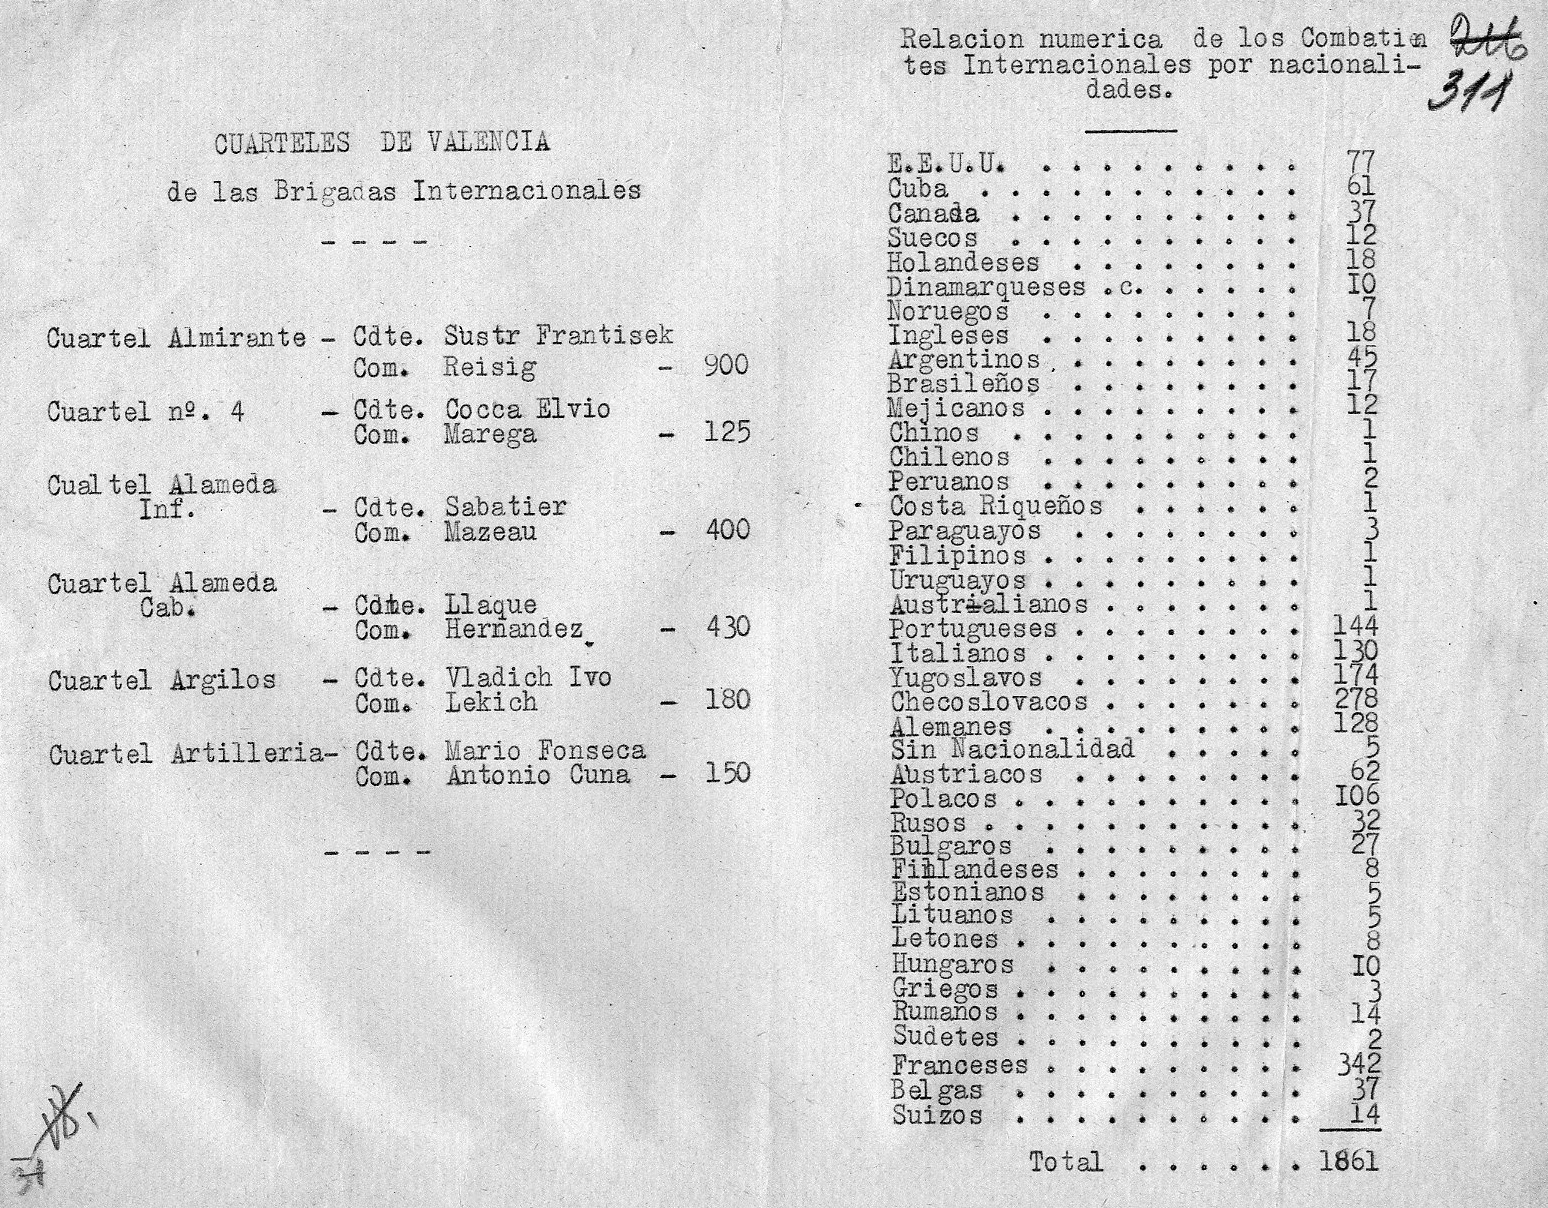 CUARTELES DE VALENCIA
de las Brigadas Internacionales
- - - -
Cuartel Almirante - Cdte. Sustr Frantisek
Com. Reisig - 900
Cuartel nº. 4 - Cdte. Cocca Elvio
Com. Marega - 125
Cualtel Alameda
Inf. - Cdte. Sabatier
Com. Mazeau - 400
Cuartel Alameda
Cab. - Cdte. Llaque
Com. Hernandez - 430
Cuartel Argilos - Cdte. Vladich Ivo
Com. Lekich - 180
Cuartel Artilleria- Cdte. Mario Fonseca
Com. Antonio Cuna - 150
- - - -
31
Relacion numerica de los Combatien
tes Internacionales por nacionali-
dades.
311
E.E.U.U. . . . . . . . . . 77
Cuba . . . . . . . . . . . 61
Canada . . . . . . . . . . 37
Suecos . . . . . . . . . . 12
Holandeses . . . . . . . . 18
Dinamarqueses .c. . . . . . I0
Noruegos . . . . . . . . . 7
Ingleses . . . . . . . . . 18
Argentinos . . . . . . . . . 45
Brasileños . . . . . . . . 17
Mejicanos . . . . . . . . . 12
Chinos . . . . . . . . . . 1
Chilenos . . . . . . . . . 1
Peruanos . . . . . . . . . 2
Costa Riqueños . . . . . . 1
Paraguayos . . . . . . . . 3
Filipinos . . . . . . . . . 1
Uruguayos . . . . . . . . . 1
Australianos . . . . . . . 1
Portugueses . . . . . . . . 144
Italianos . . . . . . . . . 130
Yugoslavos . . . . . . . . 174
Checoslovacos . . . . . . . 278
Alemanes . . . . . . . . . 128
Sin Nacionalidad . . . . . 5
Austriacos . . . . . . . . 62
Polacos . . . . . . . . . . I06
Rusos . . . . . . . . . . . 32
Bulgaros . . . . . . . . . 27
Finlandeses . . . . . . . . 8
Estonianos . . . . . . . . 5
Lituanos . . . . . . . . . 5
Letones . . . . . . . . . . 8
Hungaros . . . . . . . . . I0
Griegos . . . . . . . . . . 3
Rumanos . . . . . . . . . . 14
Sudetes . . . . . . . . . . 2
Franceses . . . . . . . . . 342
Belgas . . . . . . . . . . 37
Suizos . . . . . . . . . . 14
Total . . . . . . 1861